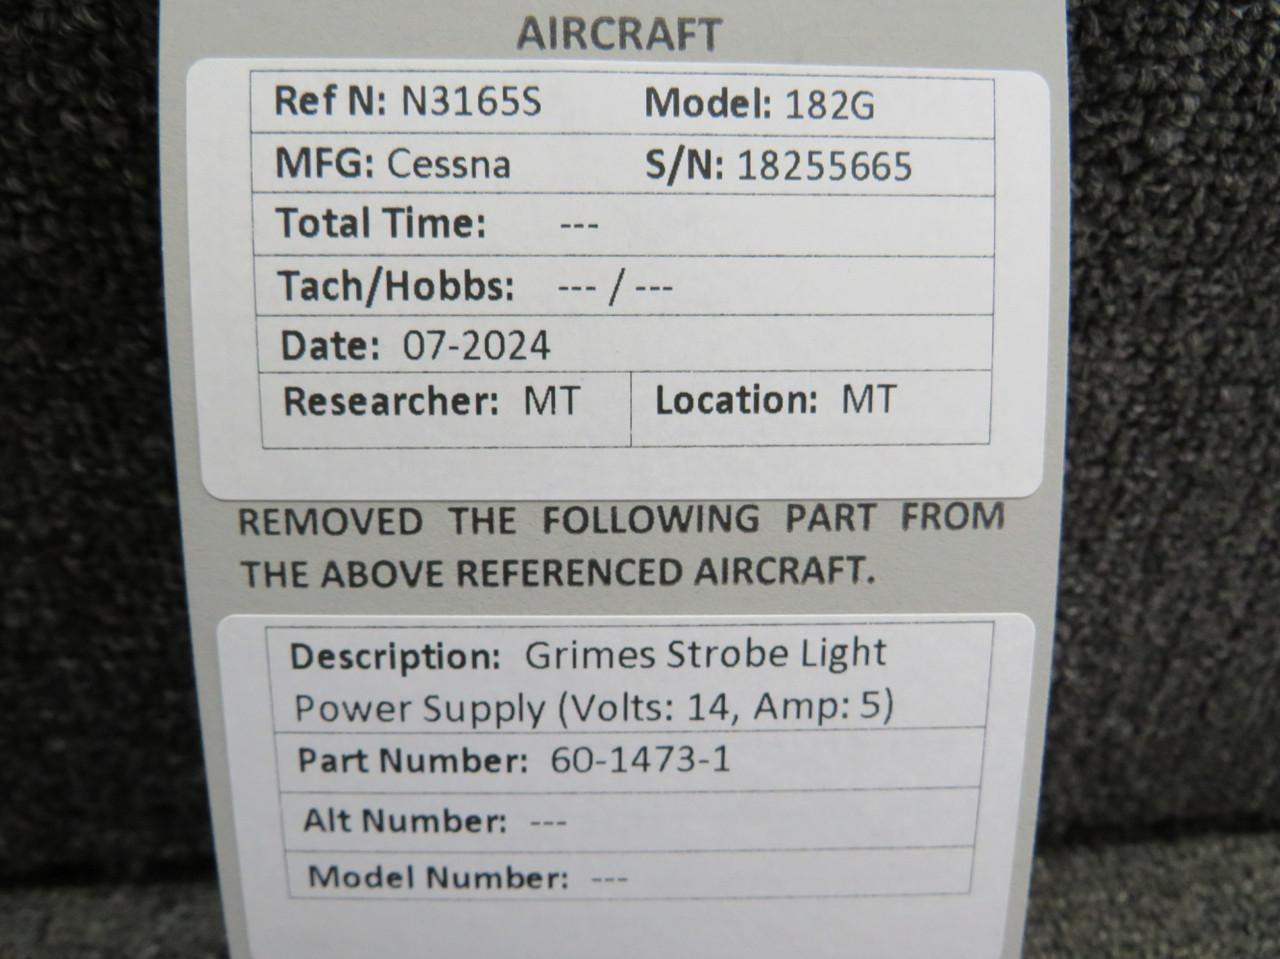 AIRCRAFT
Ref N: N3165S Model: 182G
MFG: Cessna S/N: 18255665
Total Time: ---
Tach/Hobbs: --- / ---
Date: 07-2024
Researcher: MT Location: MT
REMOVED THE FOLLOWING PART FROM
THE ABOVE REFERENCED AIRCRAFT.
Description: Grimes Strobe Light
Power Supply (Volts: 14, Amp: 5)
Part Number: 60-1473-1
Alt Number: ---
Model Number: ---